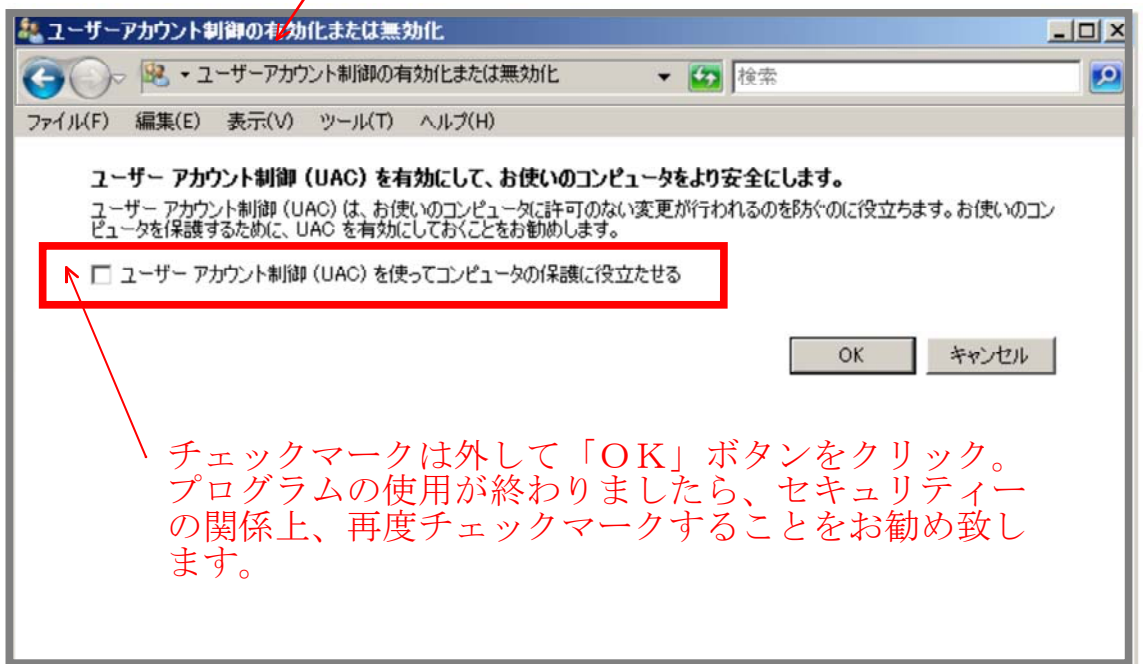 ユーザーアカウント制御の有効化または無効化
ユーザーアカウント制御の有効化または無効化
検索
ファイル(F) 編集(E) 表示(V) ツール(T) ヘルプ(H)
ユーザー アカウント制御 (UAC) を有効にして、お使いのコンピュータをより安全にします。
ユーザー アカウント制御 (UAC) は、お使いのコンピュータに許可のない変更が行われるのを防ぐのに役立ちます。お使いのコン
ピュータを保護するために、UAC を有効にしておくことをお勧めします。
ユーザー アカウント制御 (UAC) を使ってコンピュータの保護に役立たせる
OK キャンセル
チェックマークは外して「ＯＫ」ボタンをクリック。
プログラムの使用が終わりましたら、セキュリティー
の関係上、再度チェックマークすることをお勧め致し
ます。